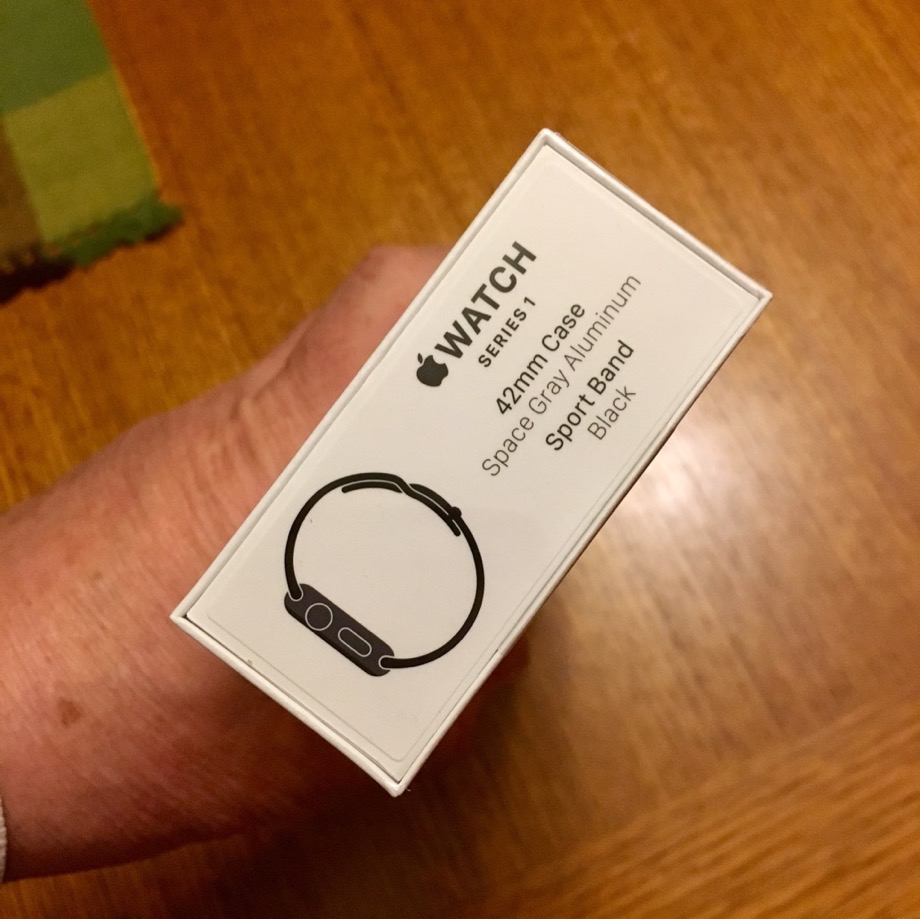 WATCH
SERIES 1
42mm Case
Space Gray Aluminum
Sport Band
Black